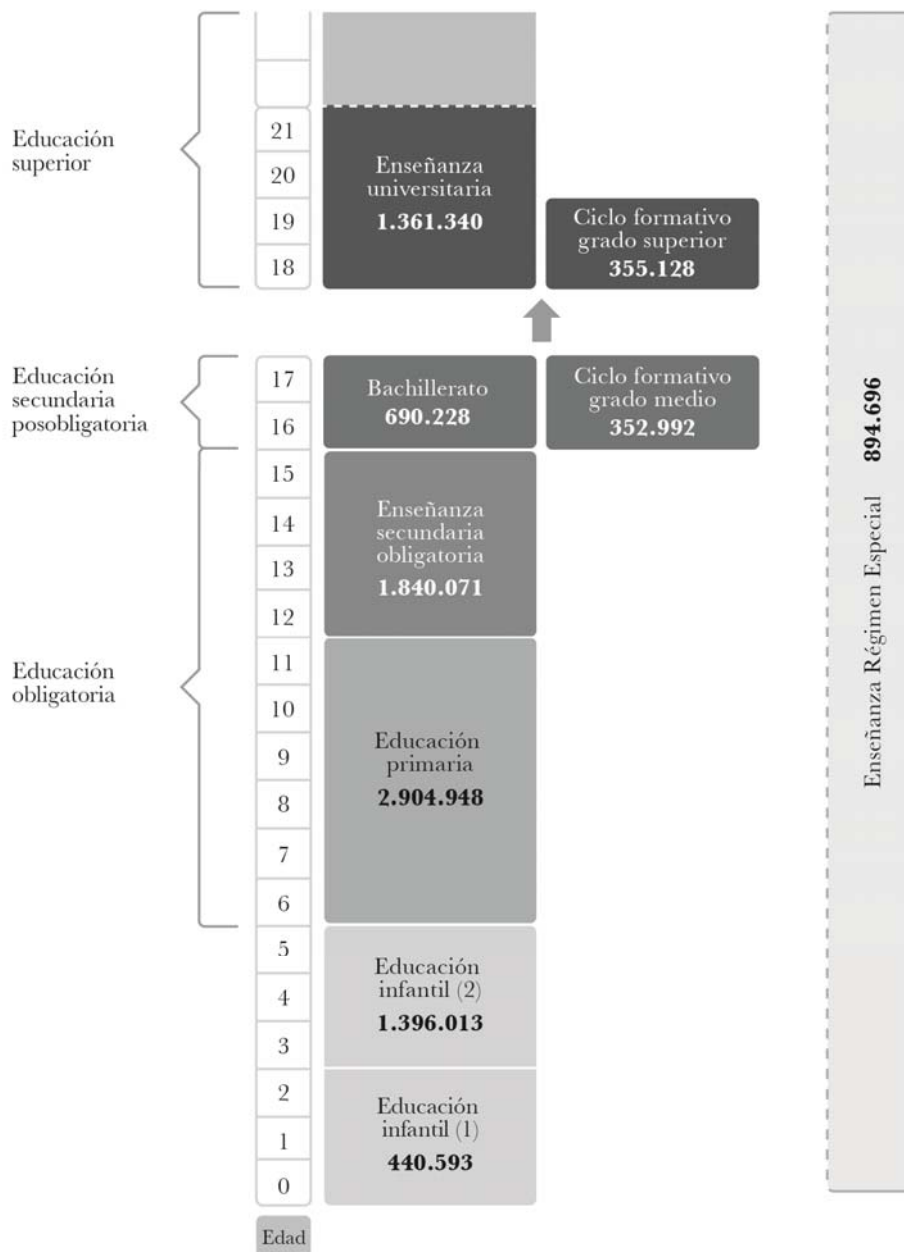 Educación
superior
21
20
19
18
Enseñanza
universitaria
1.361.340
Ciclo formativo
grado superior
355.128
Educación
secundaria
posobligatoria
17
16
Bachillerato
690.228
Ciclo formativo
grado medio
352.992
Educación
obligatoria
15
14
13
12
11
10
9
8
7
6
Enseñanza
secundaria
obligatoria
1.840.071
Educación
primaria
2.904.948
5
4
3
2
1
0
Educación
infantil (2)
1.396.013
Educación
infantil (1)
440.593
Edad
Enseñanza Régimen Especial 894.696